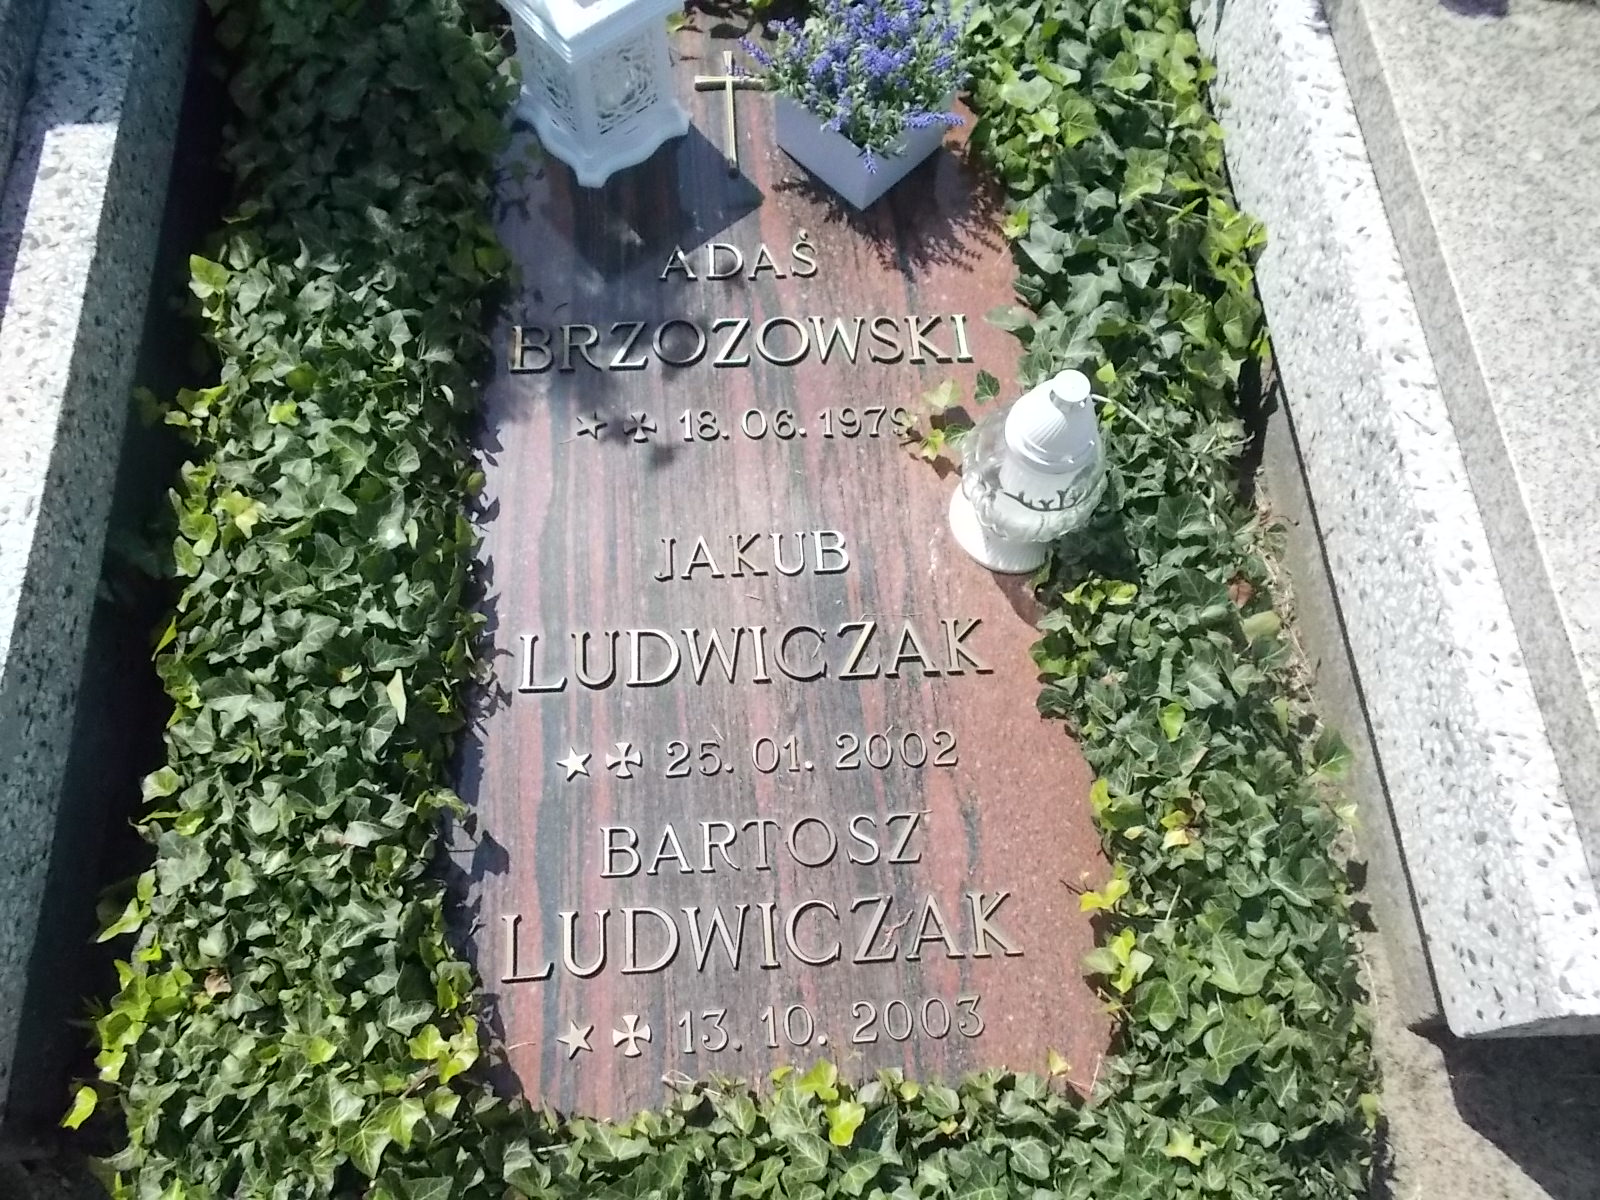 ADAŚ
BRZOZOWSKI
18. 06. 1979
JAKUB
LUDWICZAK
25. 01. 2002
BARTOSZ
LUDWICZAK
13. 10. 2003